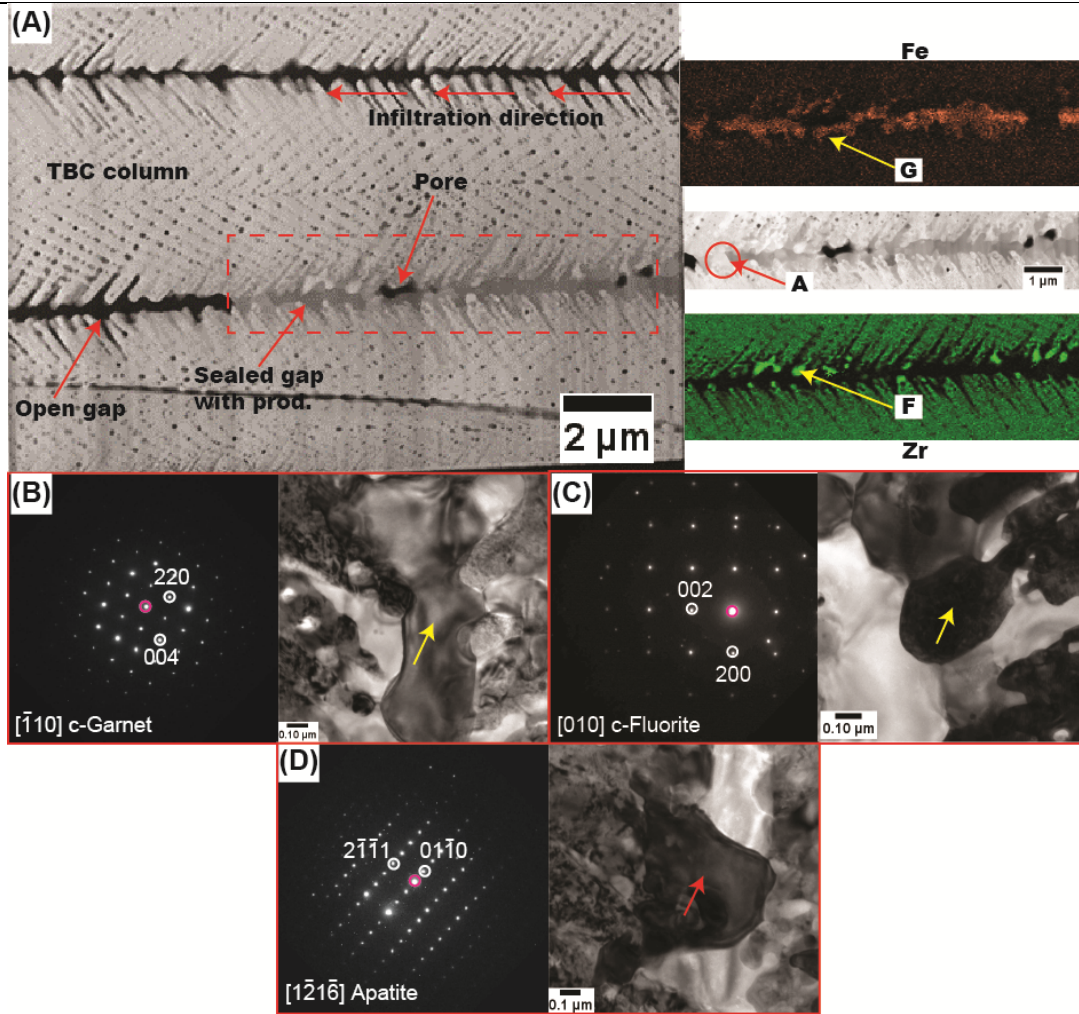 (A)
Infiltration direction
TBC column
Pore
Open gap
Sealed gap
with prod.
2 µm
Fe
G
A
1 µm
F
Zr
(B)
220
004
[1̄10] c-Garnet
0.10 µm
(C)
002
200
[010] c-Fluorite
0.10 µm
(D)
21̄1̄1
011̄0
[12̄16̄] Apatite
0.1 µm